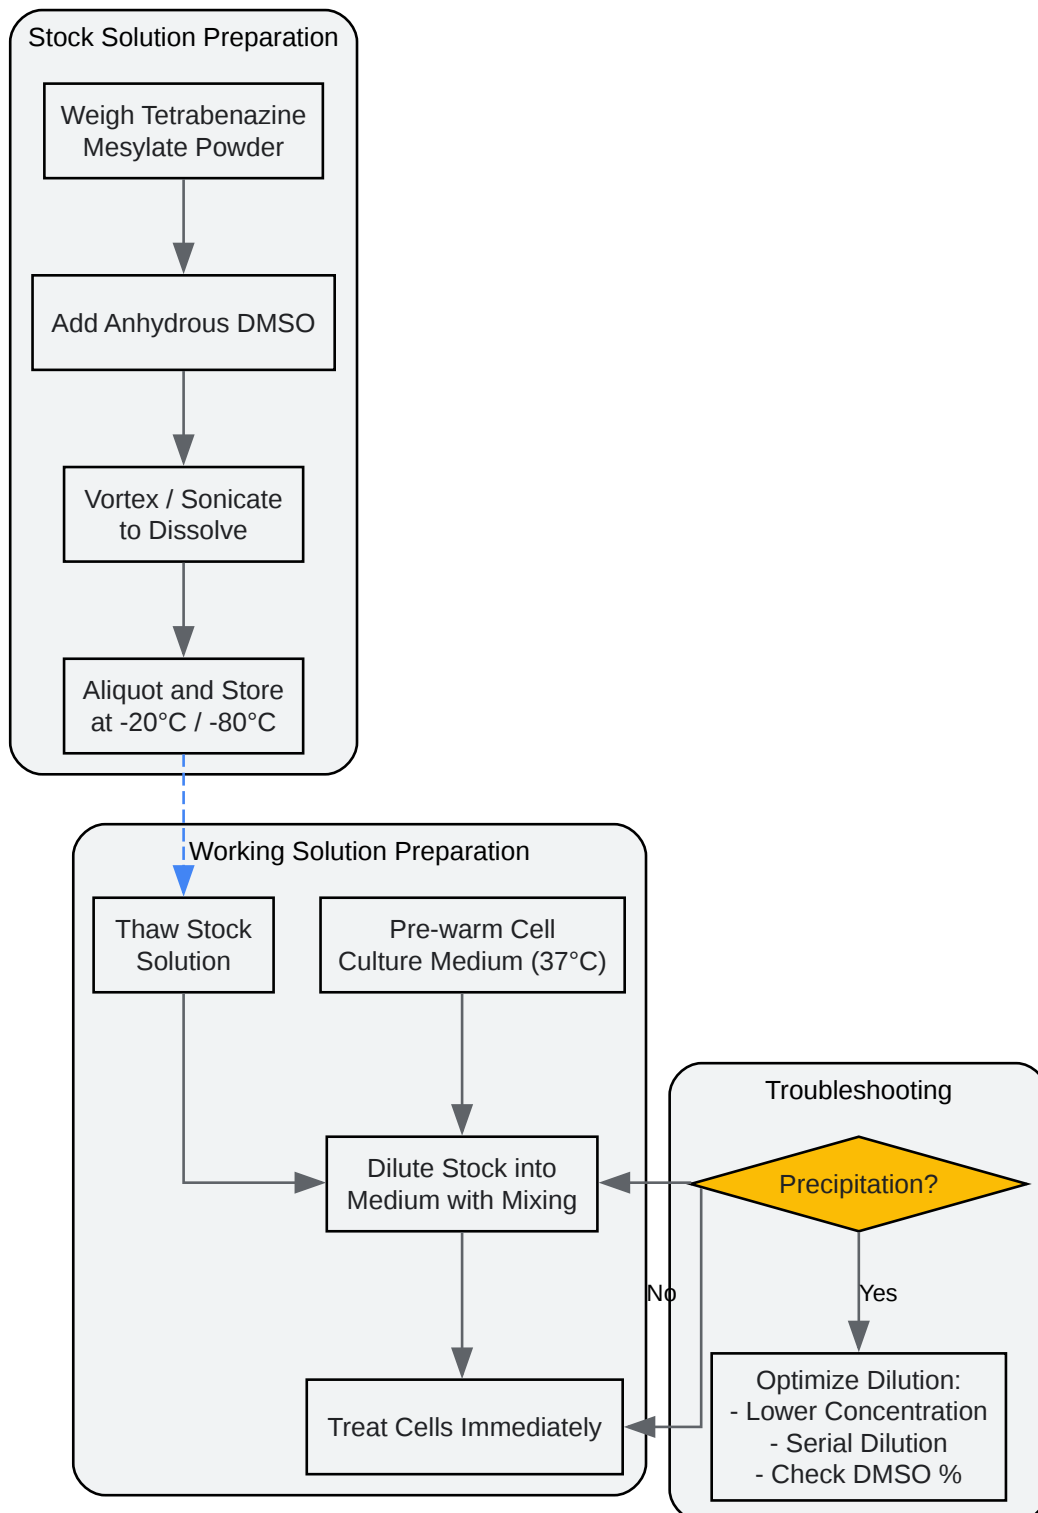 Stock Solution Preparation
Weigh Tetrabenazine
Mesylate Powder
Add Anhydrous DMSO
Vortex / Sonicate
to Dissolve
Aliquot and Store
at -20°C / -80°C
Working Solution Preparation
Thaw Stock
Solution
Pre-warm Cell
Culture Medium (37°C)
Dilute Stock into
Medium with Mixing
Treat Cells Immediately
Troubleshooting
Precipitation?
No
Yes
Optimize Dilution:
- Lower Concentration
- Serial Dilution
- Check DMSO %